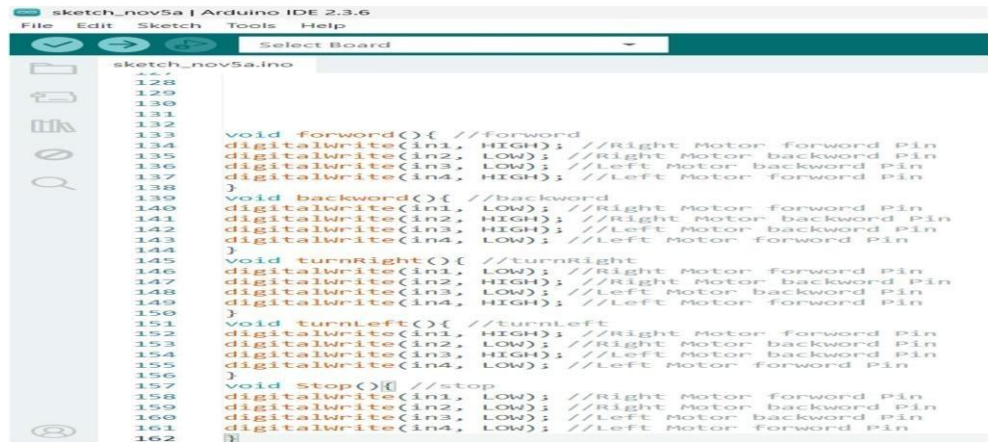 sketch_nov5a | Arduino IDE 2.3.6
File Edit Sketch Tools Help
Select Board
sketch_nov5a.ino
127
128
129
130
131
132
133 void forword(){ //forword
134 digitalWrite(in1, HIGH); //Right Motor forword Pin
135 digitalWrite(in2, LOW); //Right Motor backword Pin
136 digitalWrite(in3, LOW); //Left Motor backword Pin
137 digitalWrite(in4, HIGH); //Left Motor forword Pin
138 }
139 void backword(){ //backword
140 digitalWrite(in1, LOW); //Right Motor forword Pin
141 digitalWrite(in2, HIGH); //Right Motor backword Pin
142 digitalWrite(in3, HIGH); //Left Motor backword Pin
143 digitalWrite(in4, LOW); //Left Motor forword Pin
144 }
145 void turnRight(){ //turnRight
146 digitalWrite(in1, LOW); //Right Motor forword Pin
147 digitalWrite(in2, HIGH); //Right Motor backword Pin
148 digitalWrite(in3, LOW); //Left Motor backword Pin
149 digitalWrite(in4, HIGH); //Left Motor forword Pin
150 }
151 void turnLeft(){ //turnLeft
152 digitalWrite(in1, HIGH); //Right Motor forword Pin
153 digitalWrite(in2, LOW); //Right Motor backword Pin
154 digitalWrite(in3, HIGH); //Left Motor backword Pin
155 digitalWrite(in4, LOW); //Left Motor forword Pin
156 }
157 void Stop(){ //stop
158 digitalWrite(in1, LOW); //Right Motor forword Pin
159 digitalWrite(in2, LOW); //Right Motor backword Pin
160 digitalWrite(in3, LOW); //Left Motor backword Pin
161 digitalWrite(in4, LOW); //Left Motor forword Pin
162 }